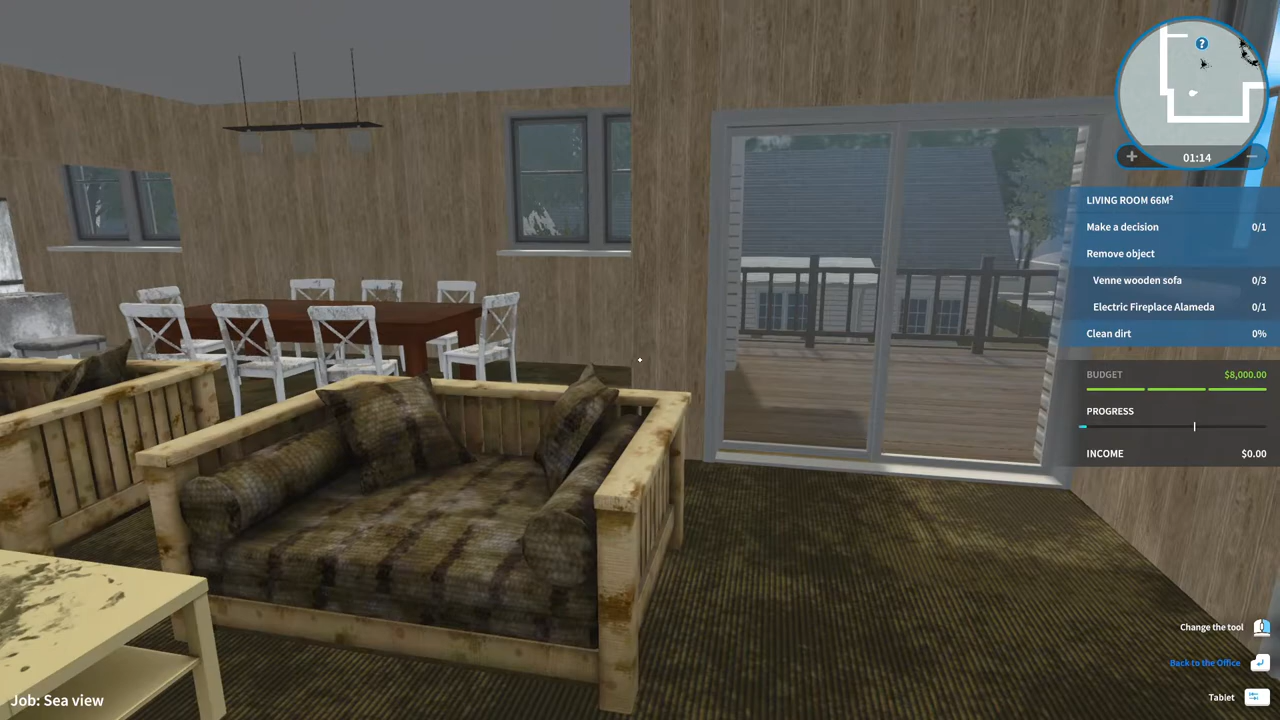 ?
01:14
LIVING ROOM 66M²
Make a decision 0/1
Remove object
Venne wooden sofa 0/3
Electric Fireplace Alameda 0/1
Clean dirt 0%
BUDGET $8,000.00
PROGRESS
INCOME $0.00
Change the tool
Back to the Office
Tablet
Job: Sea view